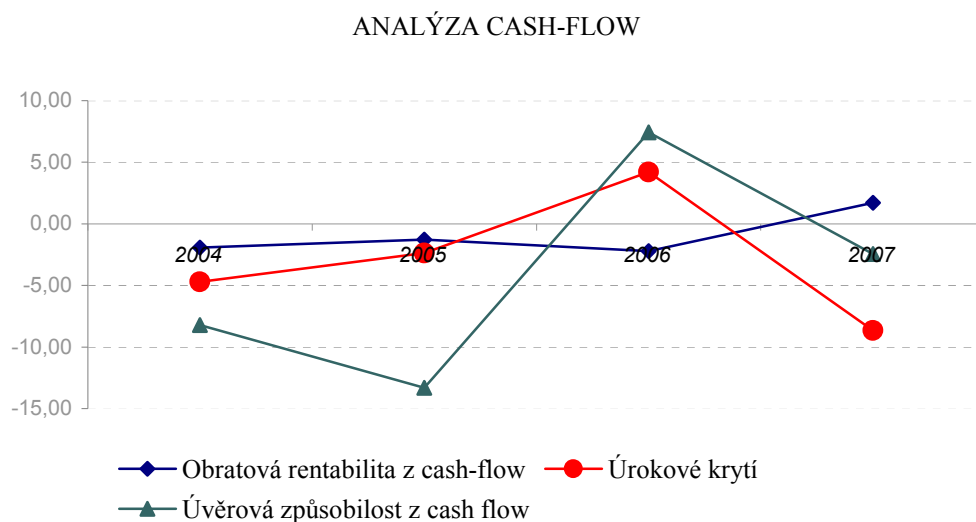 ANALÝZA CASH-FLOW
10,00
5,00
0,00
2004 2005 2006 2007
-5,00
-10,00
-15,00
Obratová rentabilita z cash-flow Úrokové krytí
Úvěrová způsobilost z cash flow